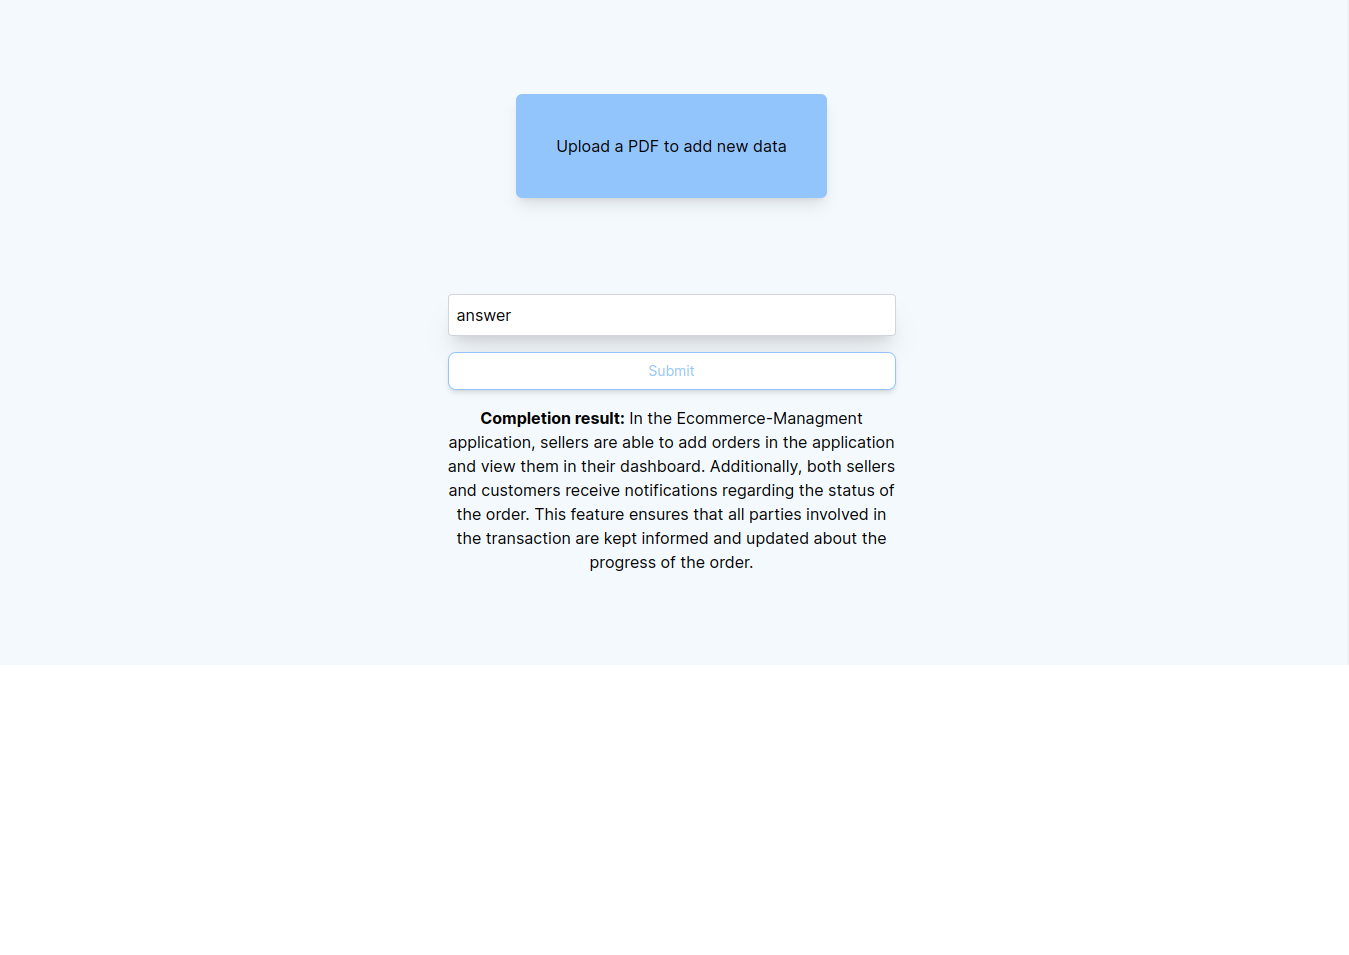 Upload a PDF to add new data
answer
Submit
Completion result: In the Ecommerce-Managment
application, sellers are able to add orders in the application
and view them in their dashboard. Additionally, both sellers
and customers receive notifications regarding the status of
the order. This feature ensures that all parties involved in
the transaction are kept informed and updated about the
progress of the order.